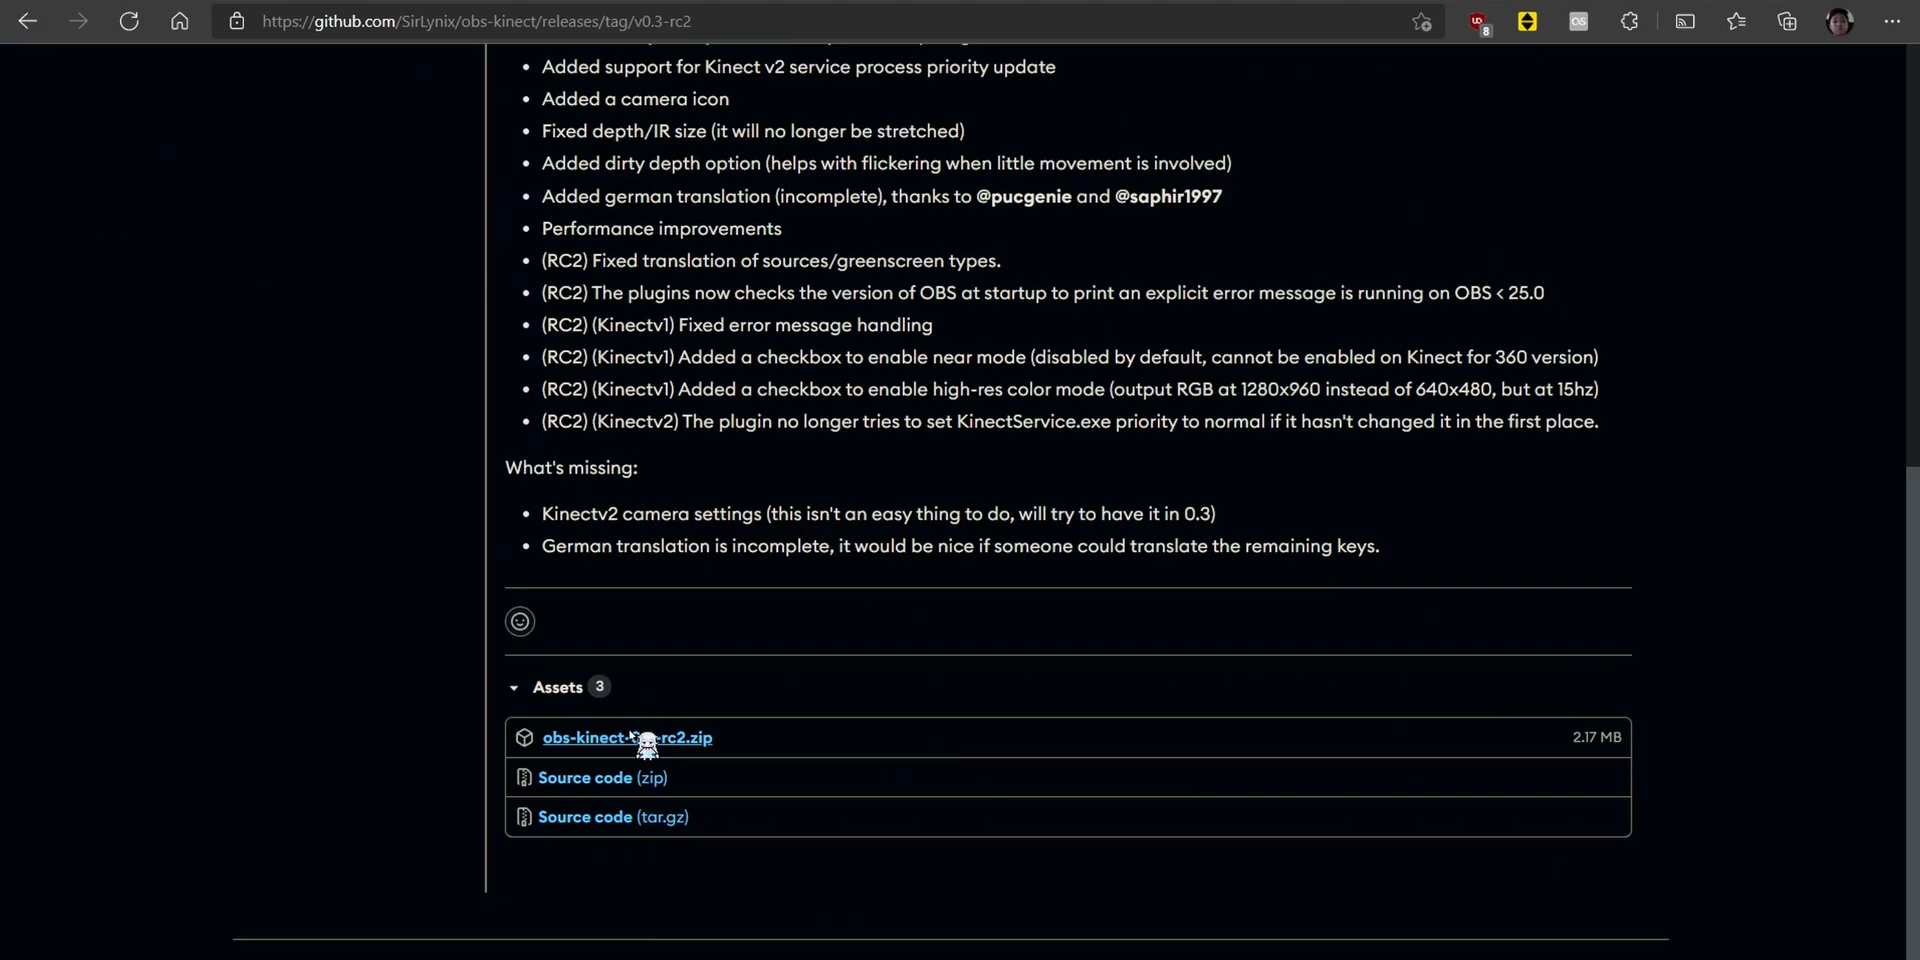 https://github.com/SirLynix/obs-kinect/releases/tag/v0.3-rc2
UD
8
OS
• Added support for Kinect v2 service process priority update
• Added a camera icon
• Fixed depth/IR size (it will no longer be stretched)
• Added dirty depth option (helps with flickering when little movement is involved)
• Added german translation (incomplete), thanks to @pucgenie and @saphir1997
• Performance improvements
• (RC2) Fixed translation of sources/greenscreen types.
• (RC2) The plugins now checks the version of OBS at startup to print an explicit error message is running on OBS < 25.0
• (RC2) (Kinectv1) Fixed error message handling
• (RC2) (Kinectv1) Added a checkbox to enable near mode (disabled by default, cannot be enabled on Kinect for 360 version)
• (RC2) (Kinectv1) Added a checkbox to enable high-res color mode (output RGB at 1280x960 instead of 640x480, but at 15hz)
• (RC2) (Kinectv2) The plugin no longer tries to set KinectService.exe priority to normal if it hasn't changed it in the first place.
What's missing:
• Kinectv2 camera settings (this isn't an easy thing to do, will try to have it in 0.3)
• German translation is incomplete, it would be nice if someone could translate the remaining keys.
Assets 3
obs-kinect- -rc2.zip 2.17 MB
Source code (zip)
Source code (tar.gz)